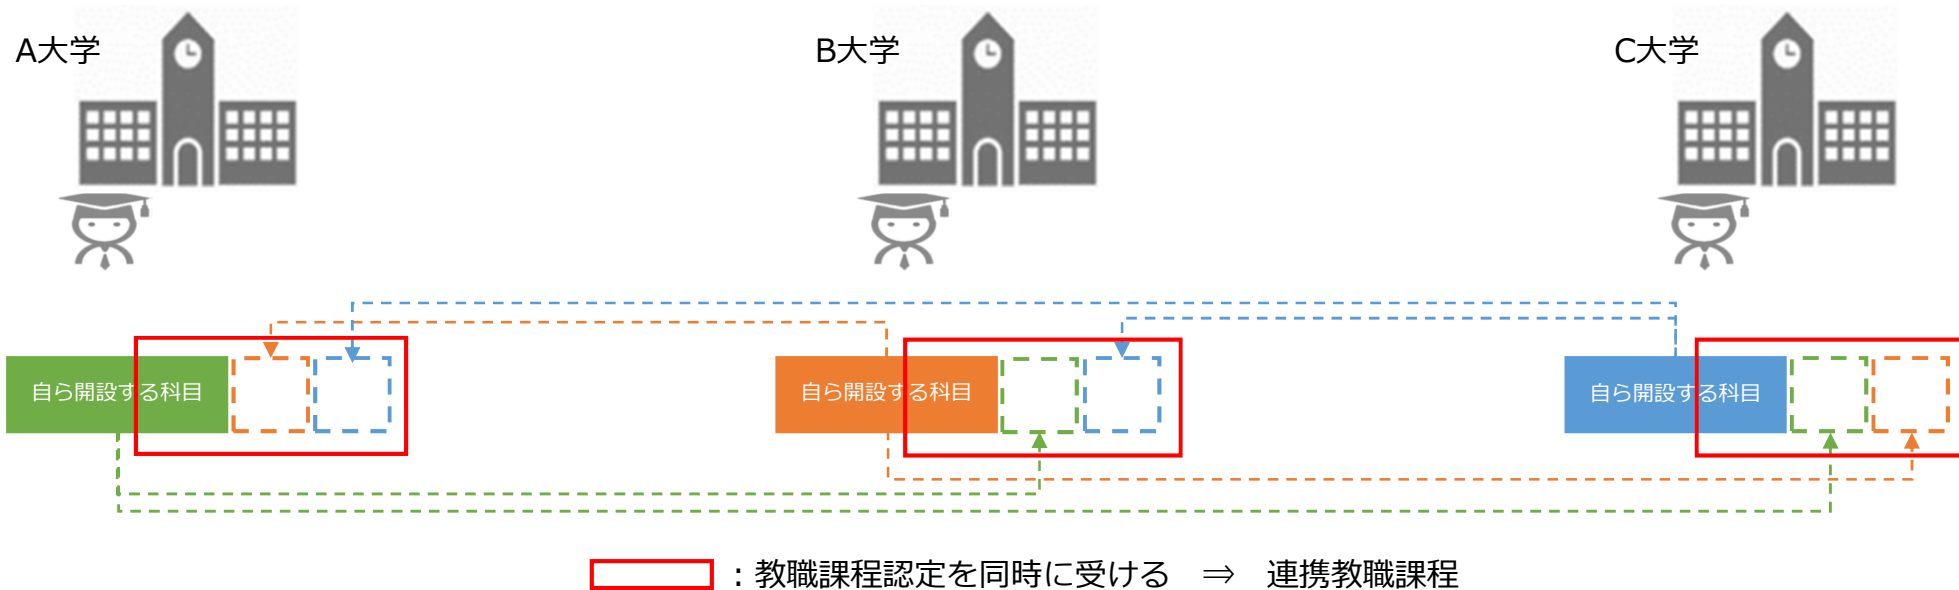 A大学
B大学
C大学
自ら開設する科目
自ら開設する科目
自ら開設する科目
：教職課程認定を同時に受ける　⇒　連携教職課程